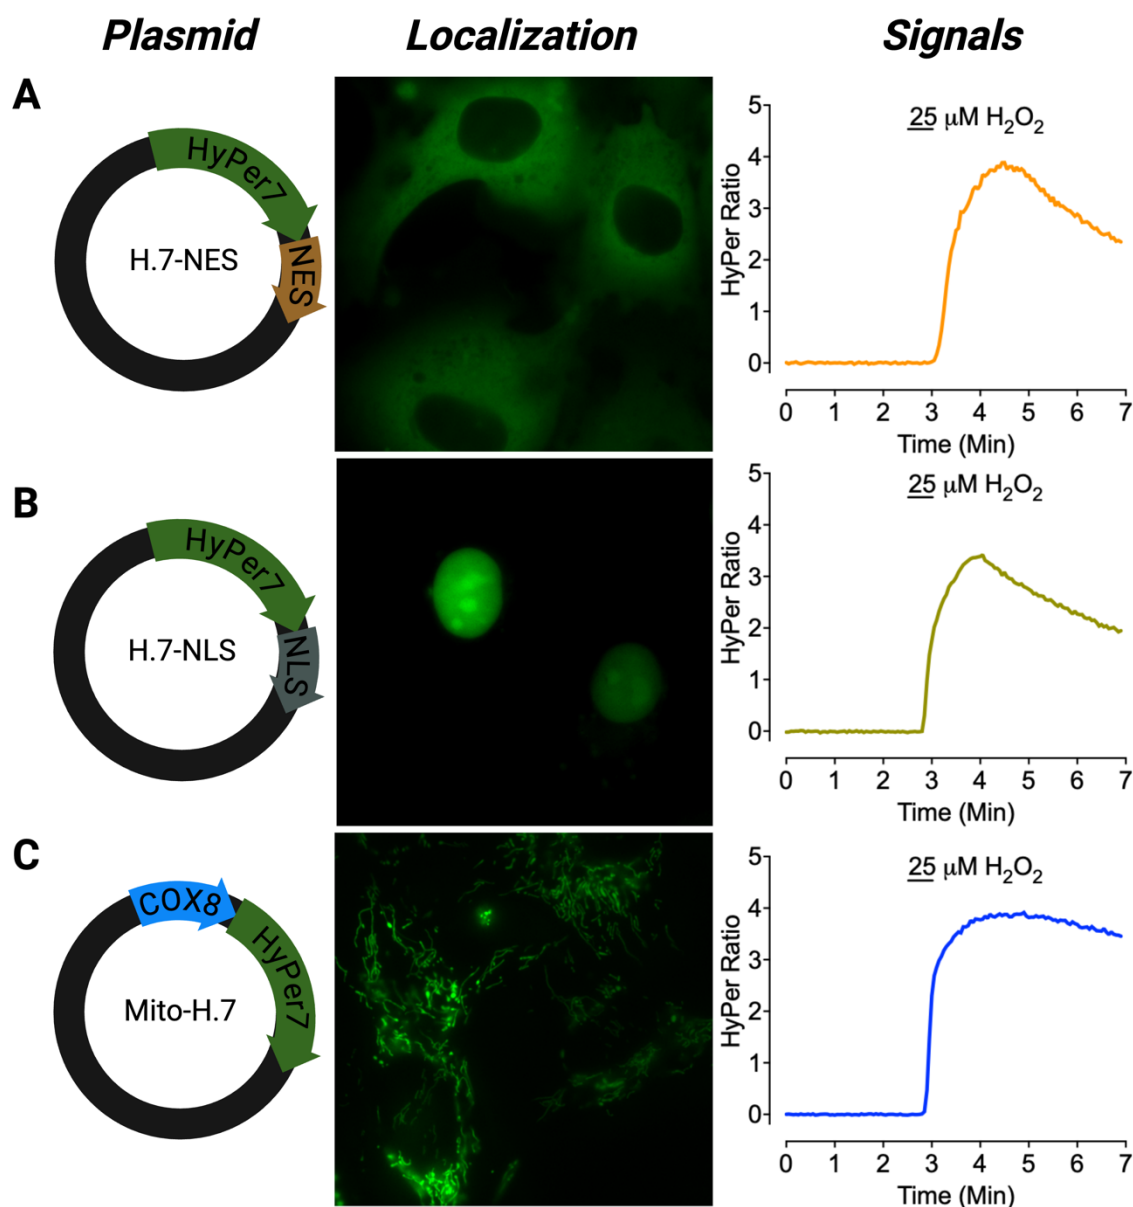 Plasmid Localization Signals
A
HyPer7
NES
H.7-NES
25 μM H₂O₂
HyPer Ratio
5
4
3
2
1
0
0 1 2 3 4 5 6 7
Time (Min)
B
HyPer7
NLS
H.7-NLS
25 μM H₂O₂
HyPer Ratio
5
4
3
2
1
0
0 1 2 3 4 5 6 7
Time (Min)
C
COX8
HyPer7
Mito-H.7
25 μM H₂O₂
HyPer Ratio
5
4
3
2
1
0
0 1 2 3 4 5 6 7
Time (Min)